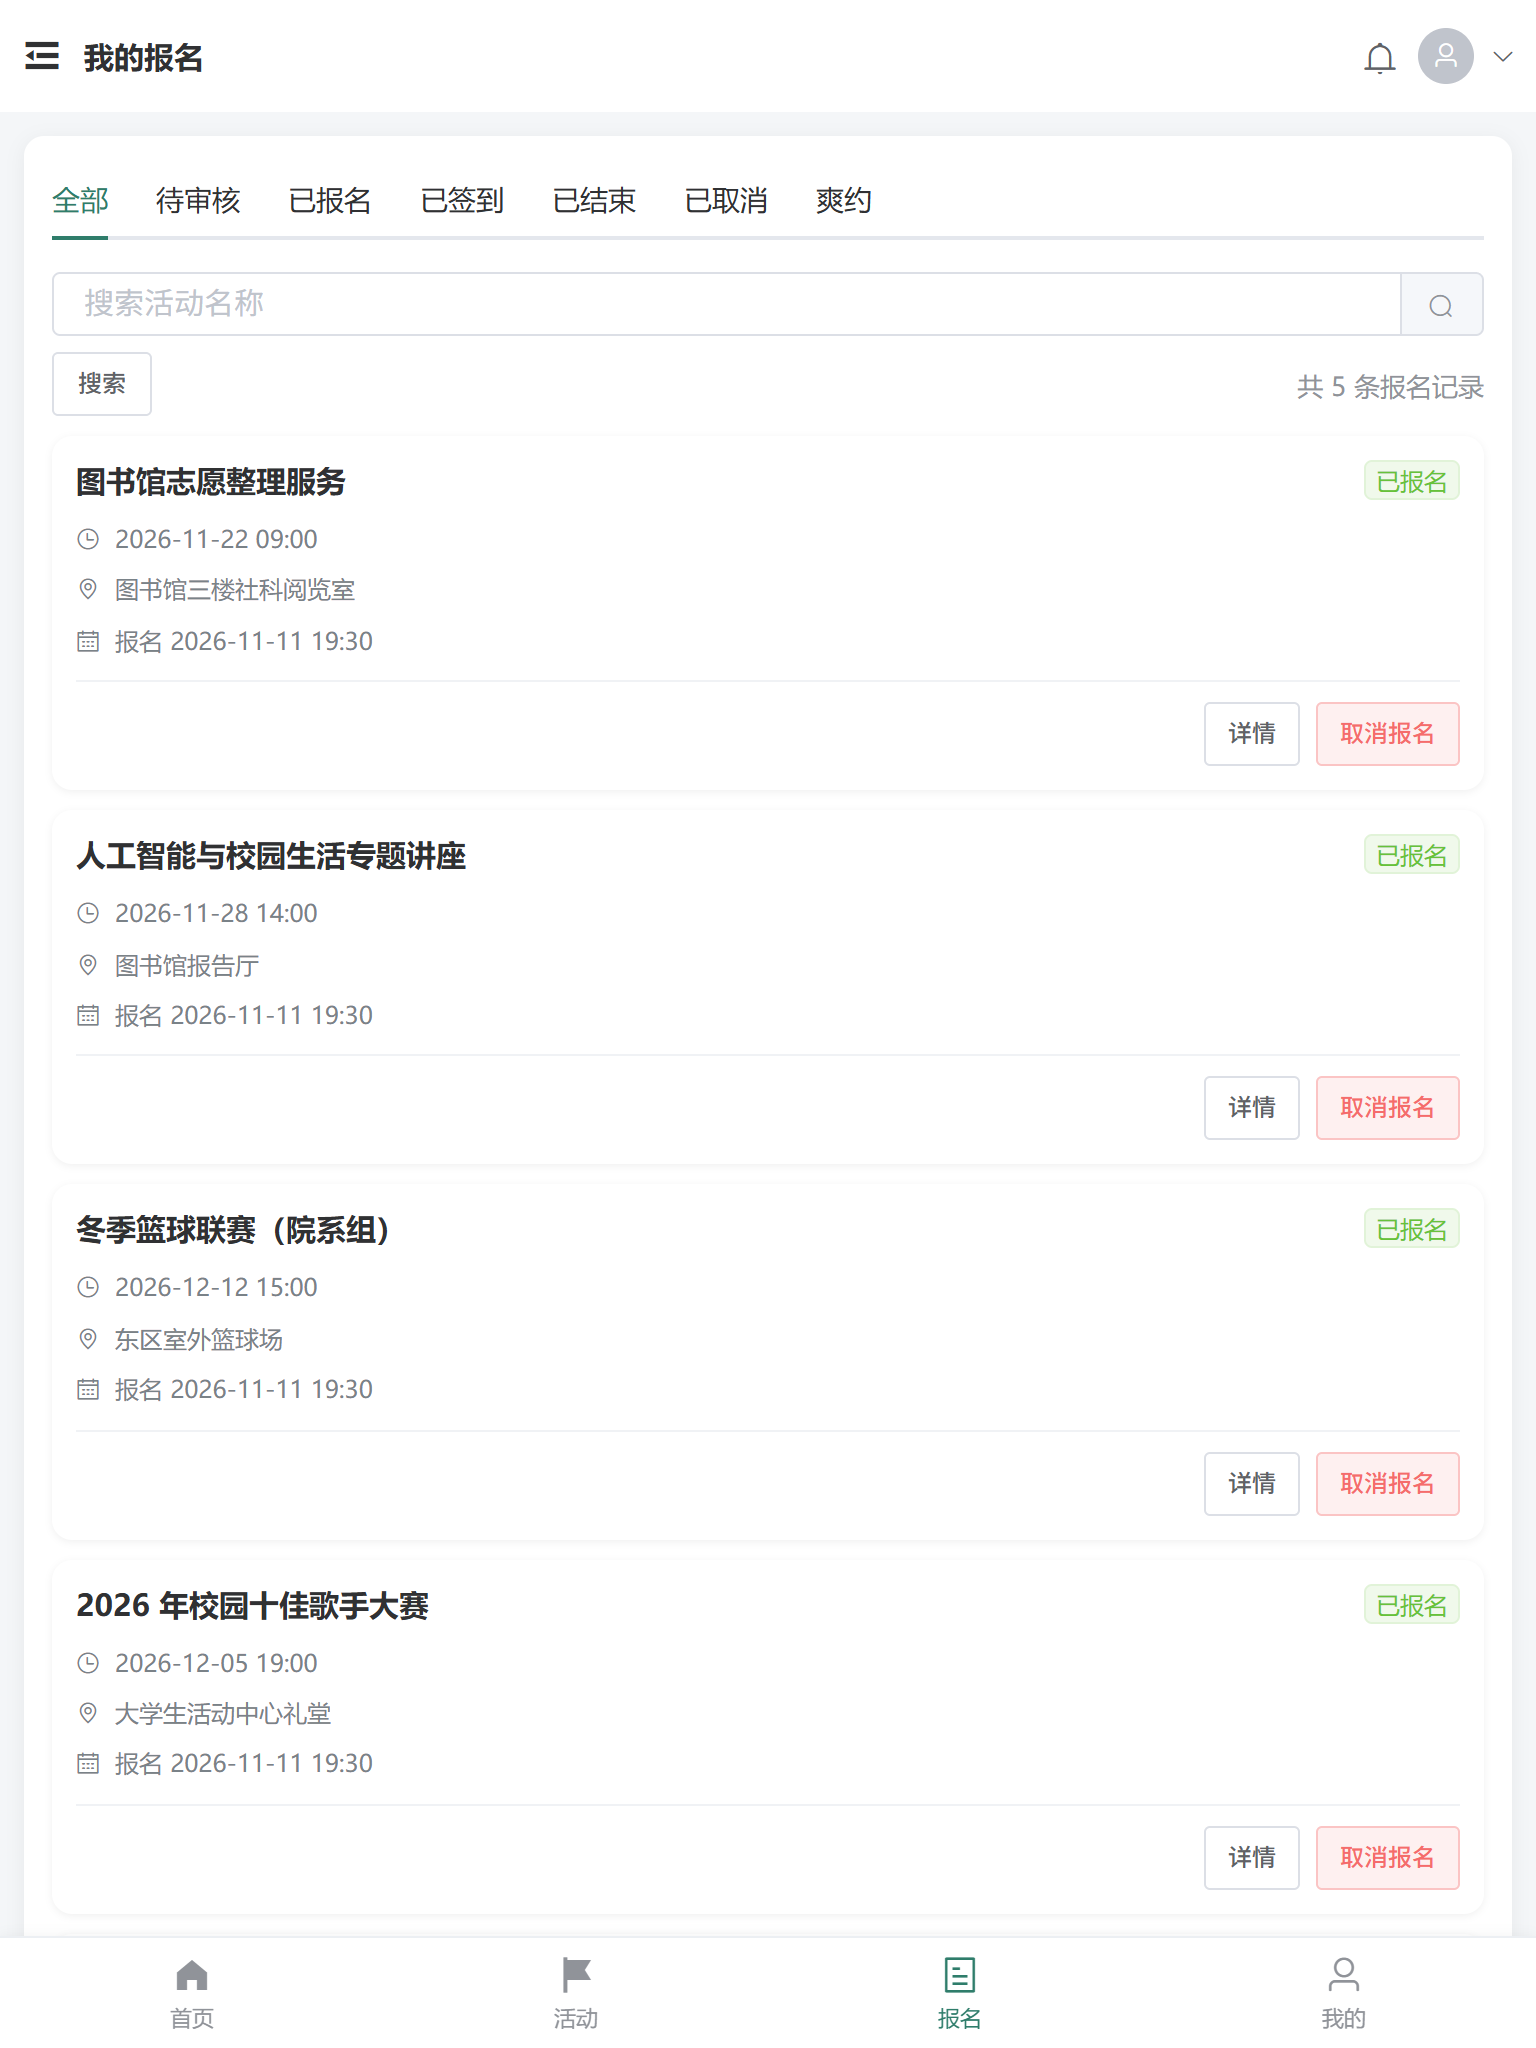 我的报名
全部 待审核 已报名 已签到 已结束 已取消 爽约
搜索活动名称
搜索
共 5 条报名记录
图书馆志愿整理服务
已报名
2026-11-22 09:00
图书馆三楼社科阅览室
报名 2026-11-11 19:30
详情 取消报名
人工智能与校园生活专题讲座
已报名
2026-11-28 14:00
图书馆报告厅
报名 2026-11-11 19:30
详情 取消报名
冬季篮球联赛（院系组）
已报名
2026-12-12 15:00
东区室外篮球场
报名 2026-11-11 19:30
详情 取消报名
2026 年校园十佳歌手大赛
已报名
2026-12-05 19:00
大学生活动中心礼堂
报名 2026-11-11 19:30
详情 取消报名
首页 活动 报名 我的